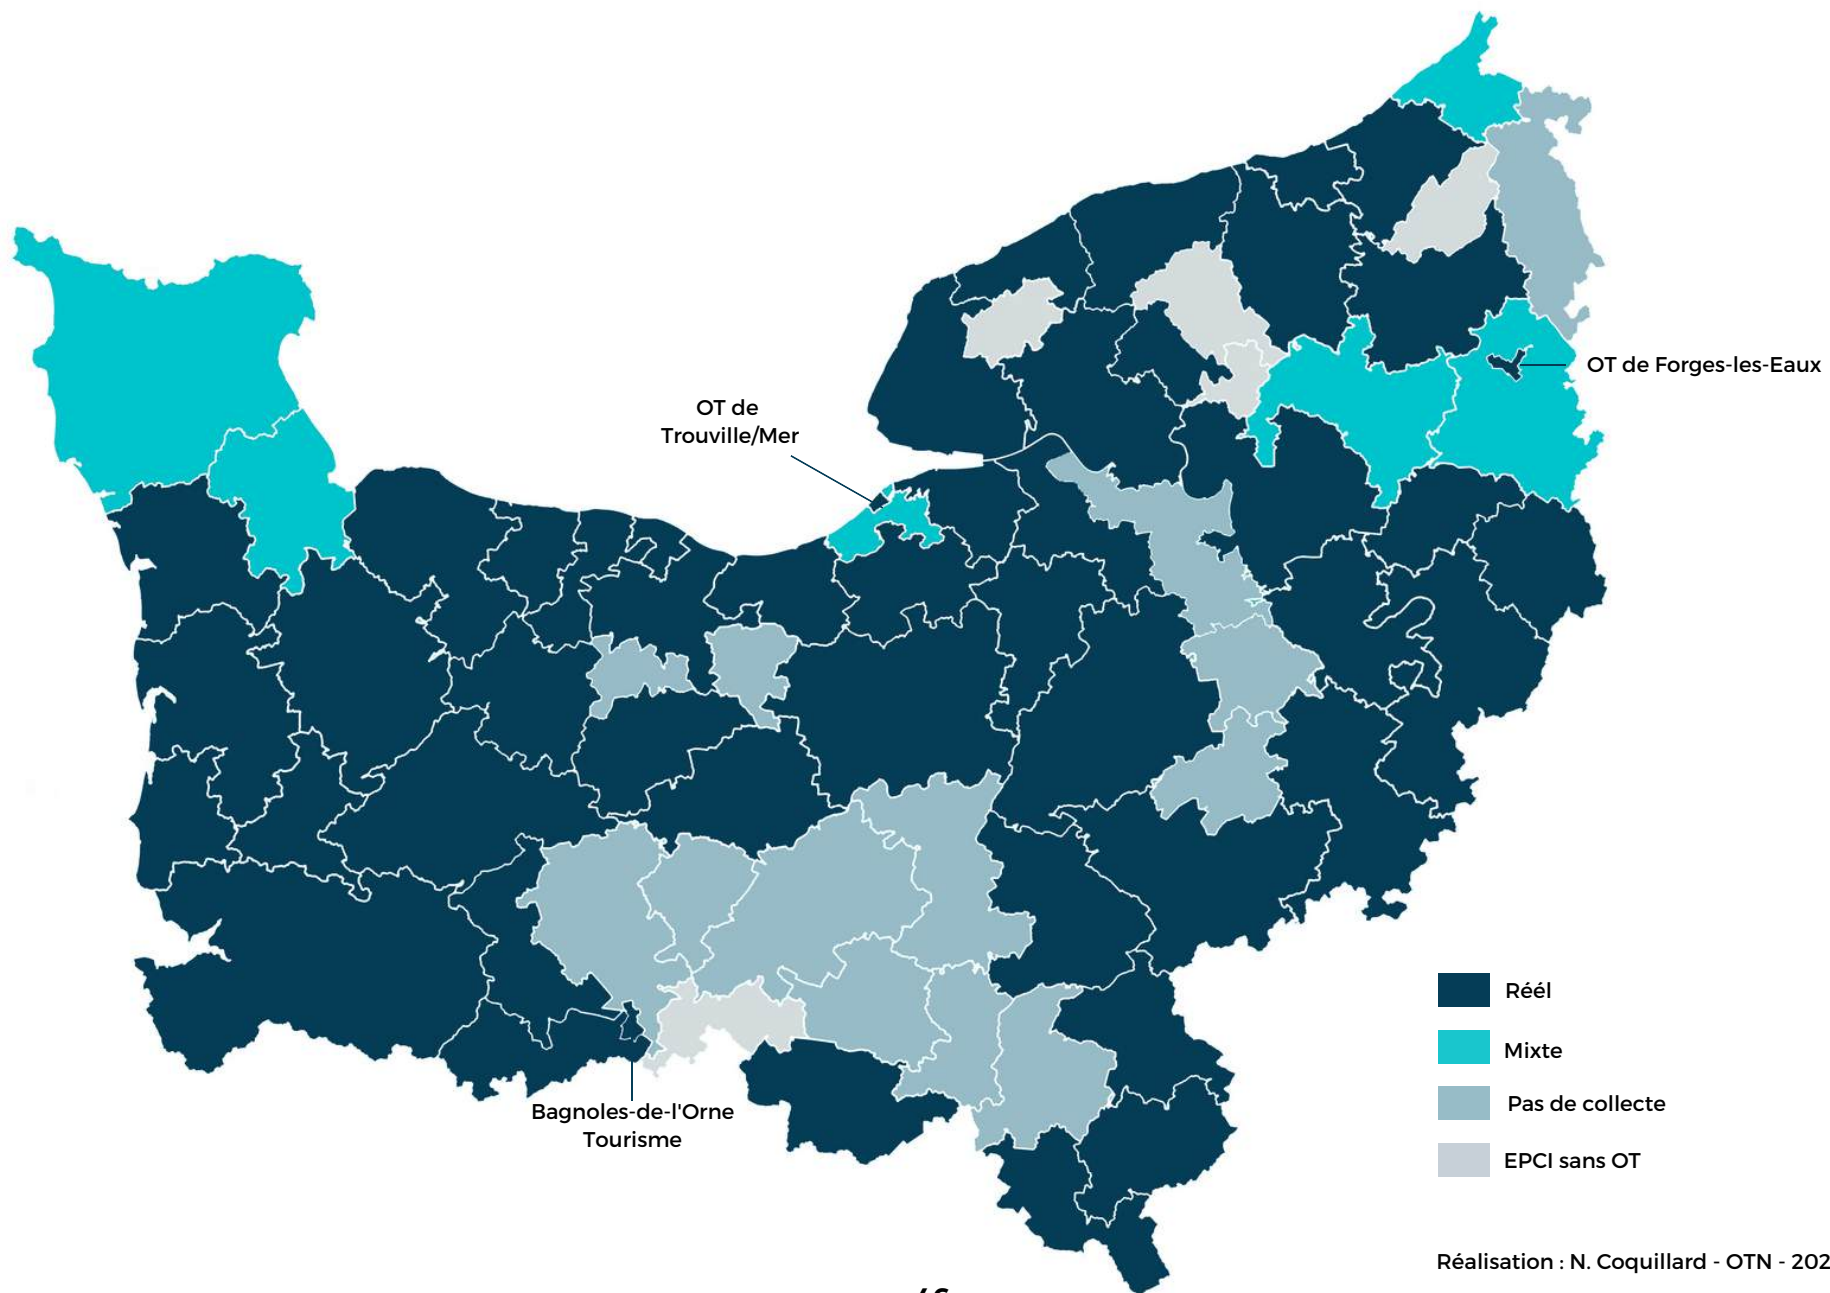 OT de Forges-les-Eaux
OT de
Trouville/Mer
Réél
Mixte
Pas de collecte
EPCI sans OT
Bagnoles-de-l'Orne
Tourisme
Réalisation : N. Coquillard - OTN - 202